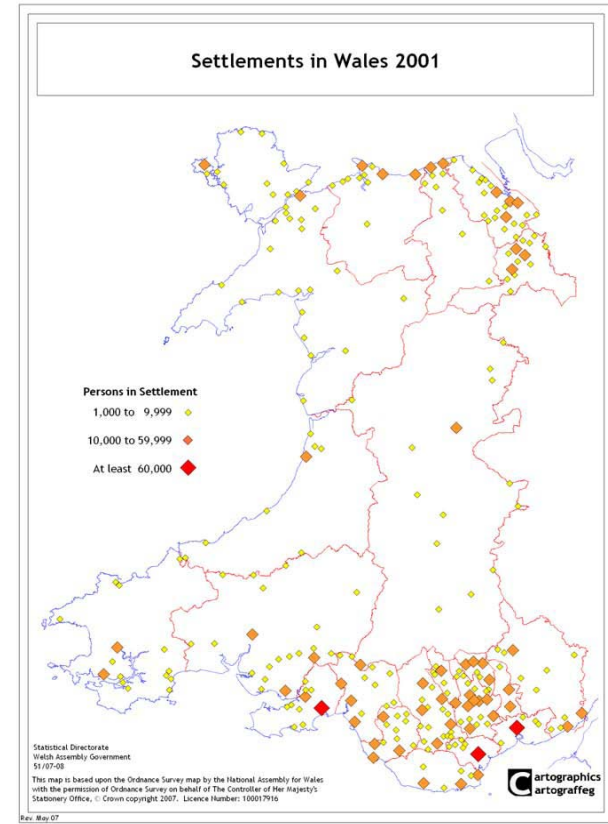 Settlements in Wales 2001
Persons in Settlement
1,000 to 9,999
10,000 to 59,999
At least 60,000
Statistical Directorate
Welsh Assembly Government
51/07-08
This map is based upon the Ordnance Survey map by the National Assembly for Wales
with the permission of Ordnance Survey on behalf of The Controller of Her Majesty's
Stationery Office, © Crown copyright 2007. Licence Number: 100017916
Cartographics
Cartograffeg
Rev. May 07